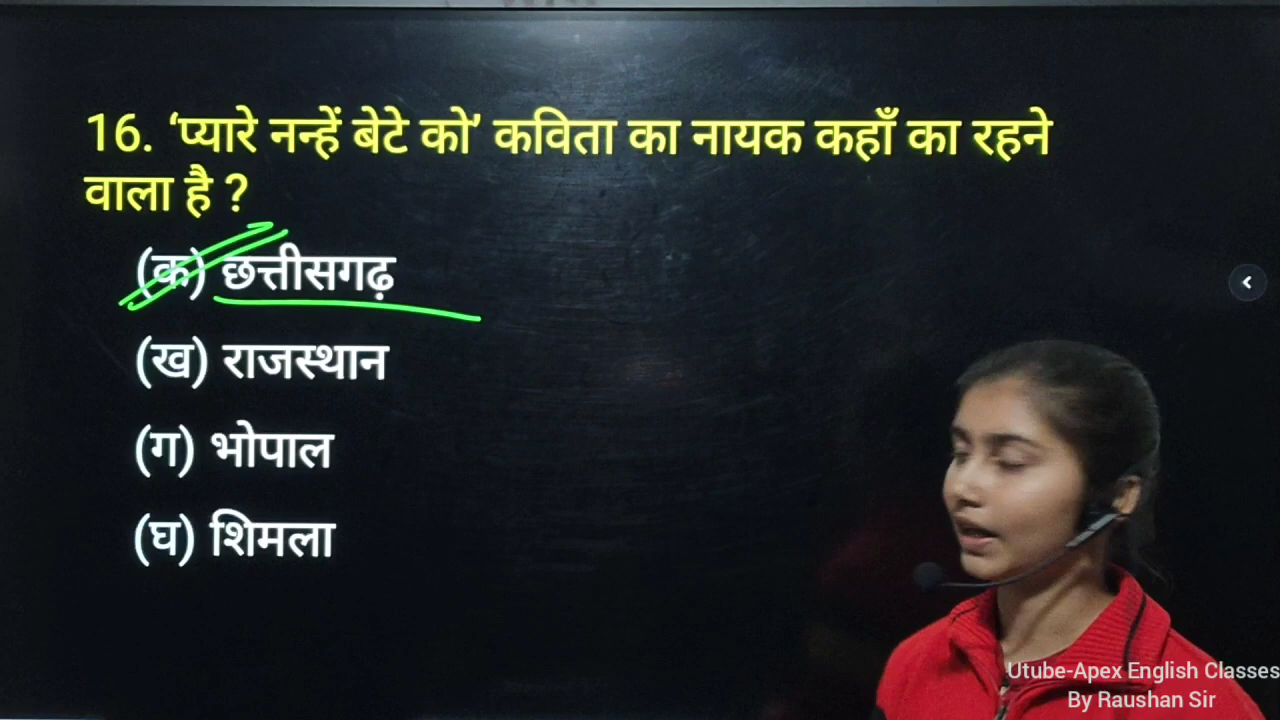 16. 'प्यारे नन्हें बेटे को' कविता का नायक कहाँ का रहने
वाला है ?
(क) छत्तीसगढ़
(ख) राजस्थान
(ग) भोपाल
(घ) शिमला
Utube-Apex English Classes
By Raushan Sir